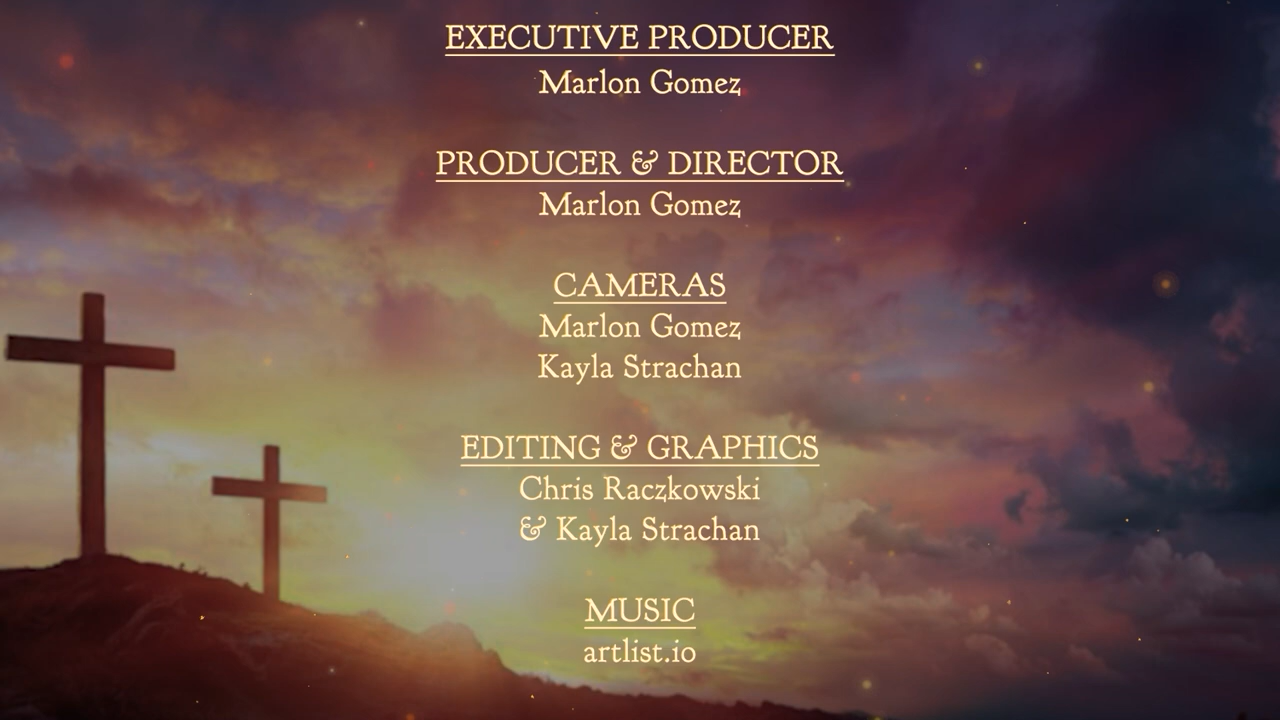 EXECUTIVE PRODUCER
Marlon Gomez
PRODUCER & DIRECTOR
Marlon Gomez
CAMERAS
Marlon Gomez
Kayla Strachan
EDITING & GRAPHICS
Chris Raczkowski
& Kayla Strachan
MUSIC
artlist.io